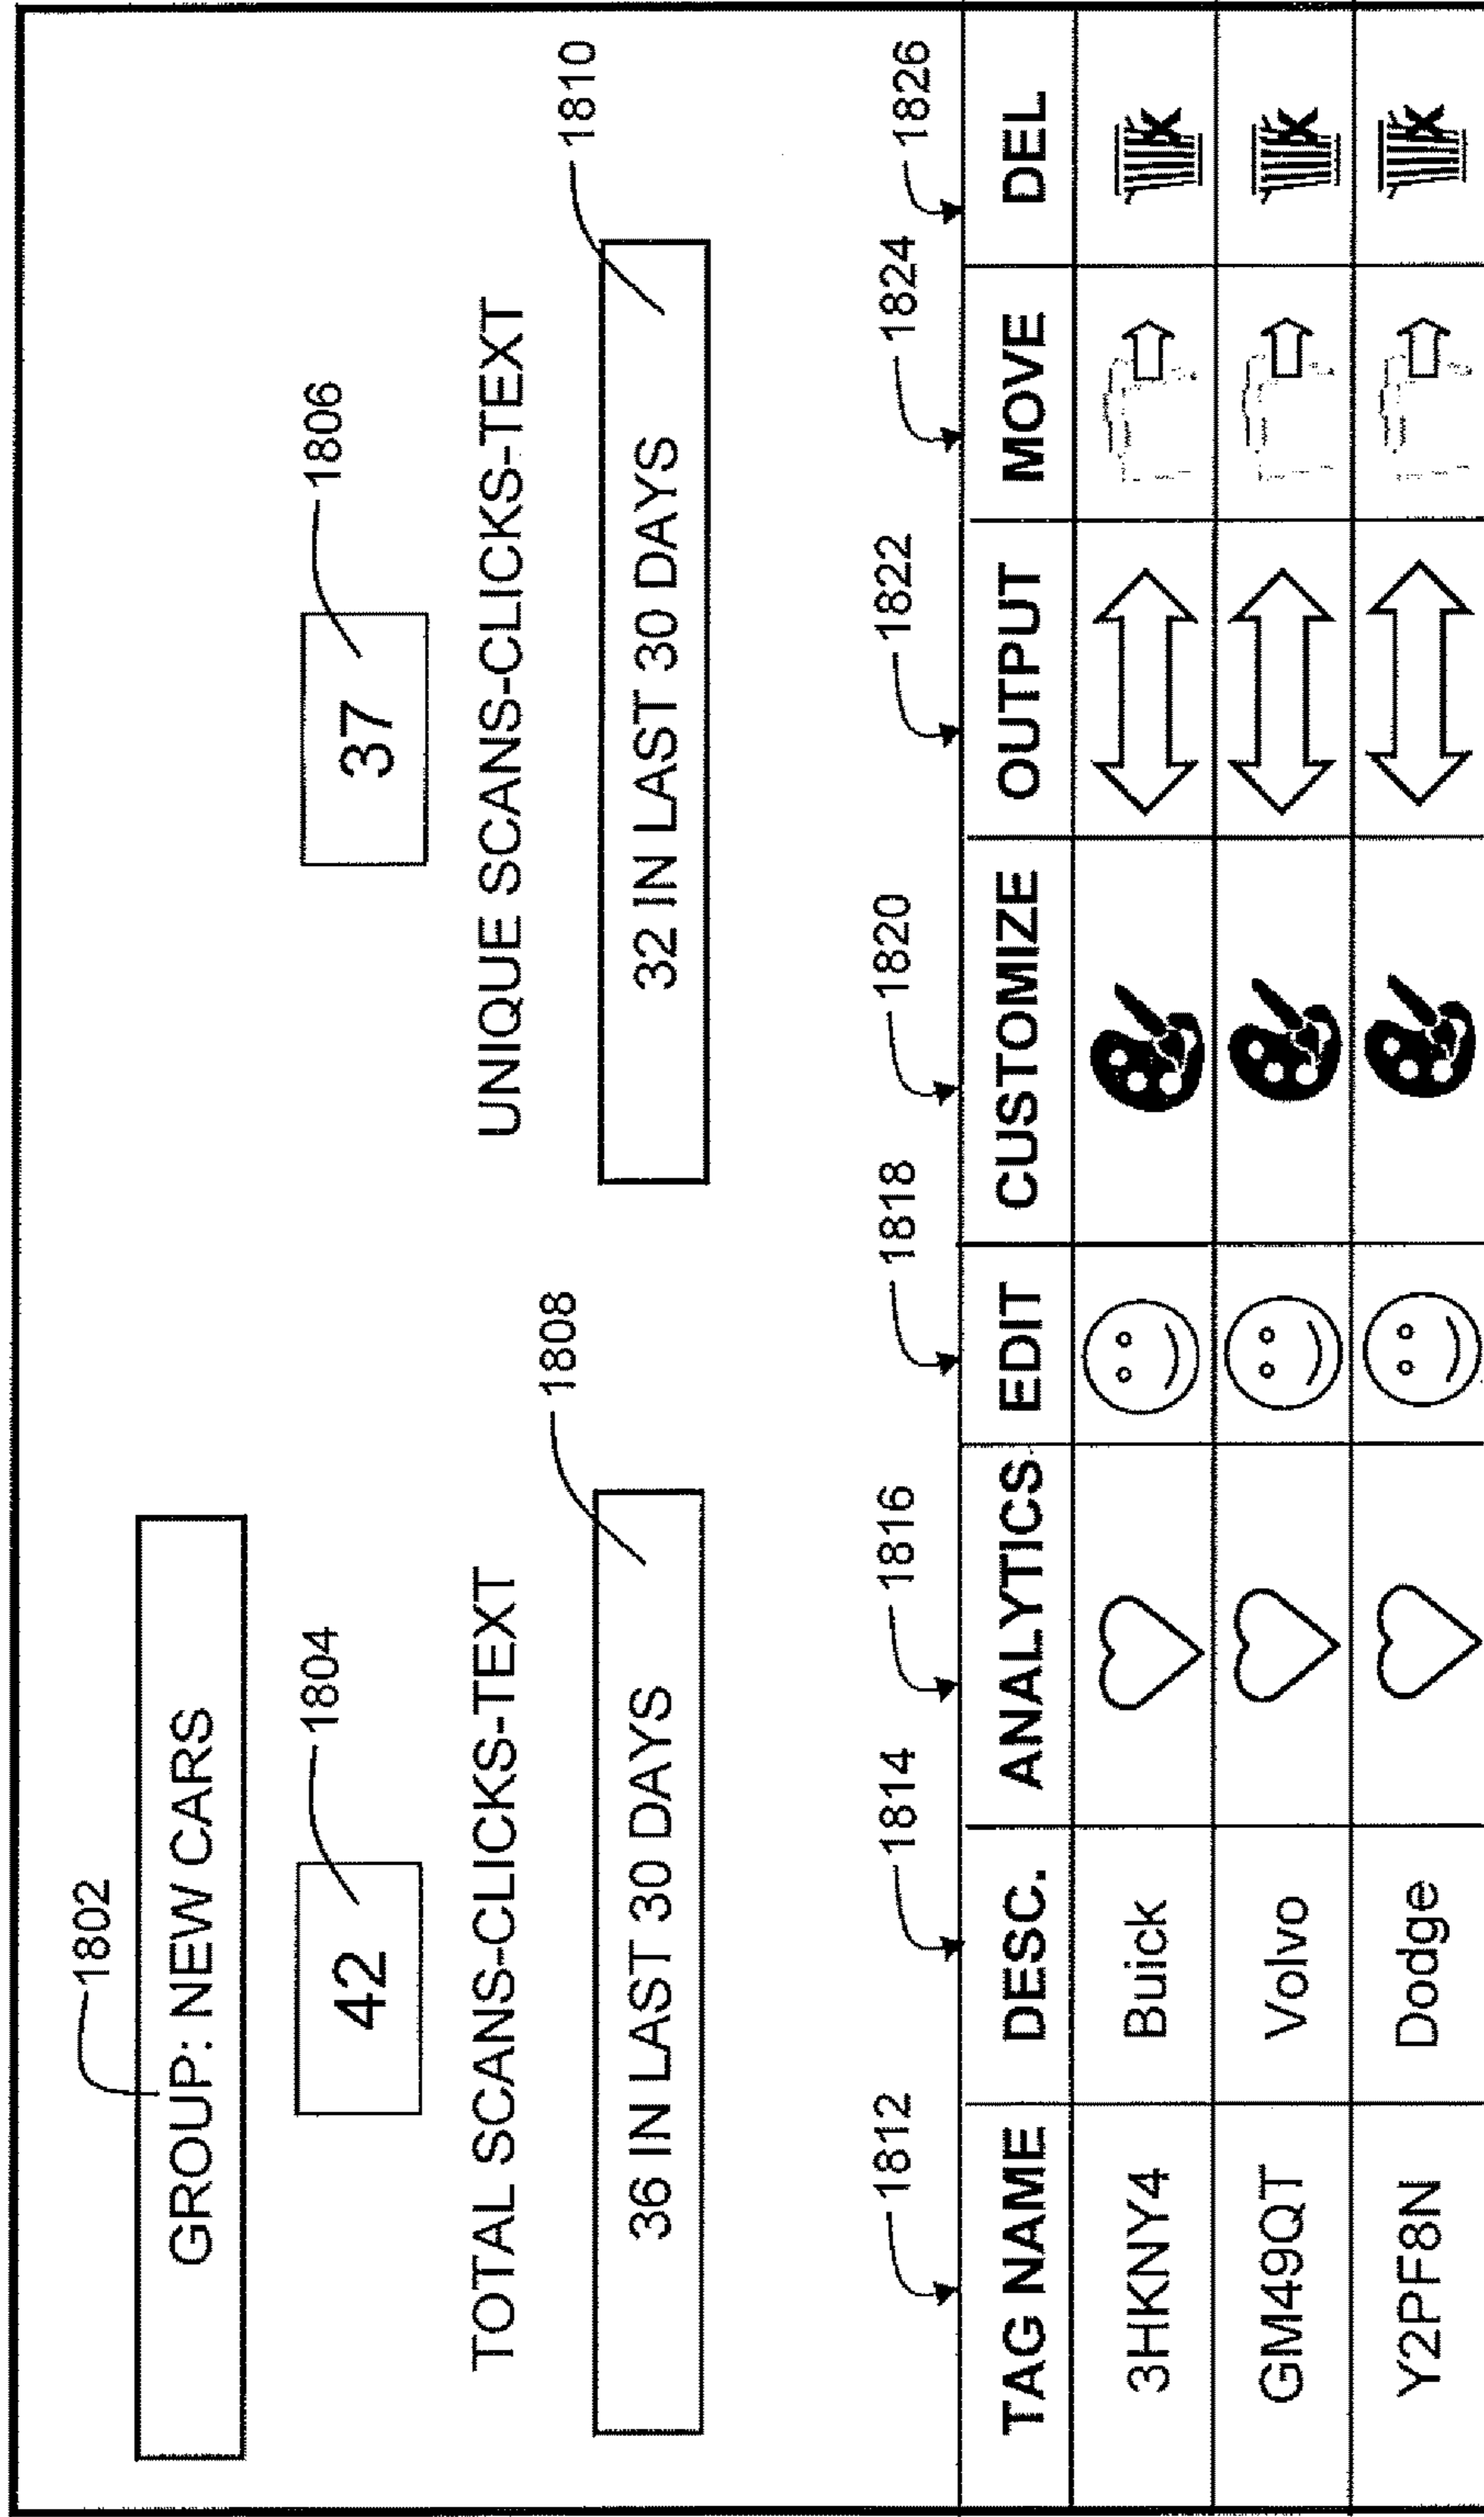 1802
GROUP: NEW CARS
1804
1806
42
37
TOTAL SCANS-CLICKS-TEXT
UNIQUE SCANS-CLICKS-TEXT
1808
1810
36 IN LAST 30 DAYS
32 IN LAST 30 DAYS
1812 1814 1816 1818 1820 1822 1824 1826
TAG NAME DESC. ANALYTICS EDIT CUSTOMIZE OUTPUT MOVE DEL
3HKNY4 Buick
GM49QT Volvo
Y2PF8N Dodge